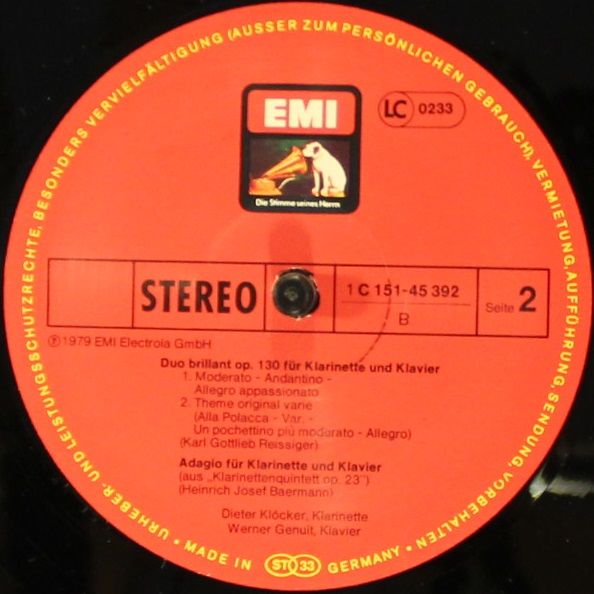 URHEBER- UND LEISTUNGSSCHUTZRECHTE, BESONDERS VERVIELFÄLTIGUNG (AUSSER ZUM PERSÖNLICHEN GEBRAUCH), VERMIETUNG, AUFFÜHRUNG, SENDUNG, VORBEHALTEN •
EMI
LC 0233
Die Stimme seines Herrn
STEREO
1 C 151-45 392
B
Seite 2
Ⓟ 1979 EMI Electrola GmbH
Duo brillant op. 130 für Klarinette und Klavier
1. Moderato - Andantino -
Allegro appassionato
2. Theme original varié
(Alla Polacca - Var. -
Un pochettino più moderato - Allegro)
(Karl Gottlieb Reissiger)
Adagio für Klarinette und Klavier
(aus „Klarinettenquintett op. 23")
(Heinrich Josef Baermann)
Dieter Klöcker, Klarinette
Werner Genuit, Klavier
• MADE IN ST 33 GERMANY •